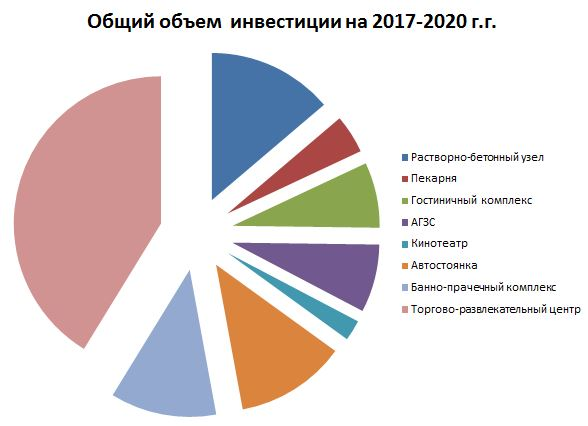 Общий объем инвестиции на 2017-2020 г.г.
Растворно-бетонный узел
Пекарня
Гостиничный комплекс
АГЗС
Кинотеатр
Автостоянка
Банно-прачечный комплекс
Торгово-развлекательный центр